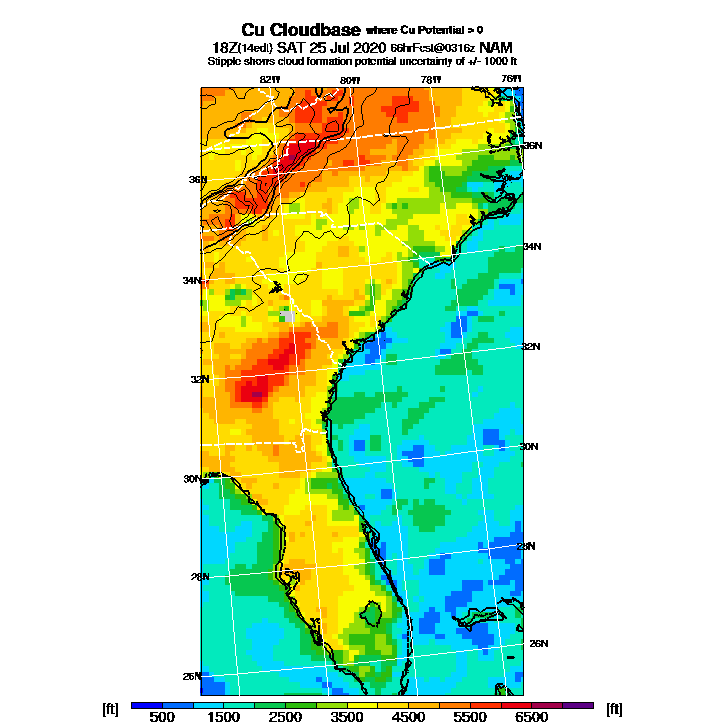 Cu Cloudbase where Cu Potential > 0
18Z(14edt) SAT 25 Jul 2020 66hrFcst@0316z NAM
Stipple shows cloud formation potential uncertainty of +/- 1000 ft
82W 80W 78W 76W
36N
36N
34N
34N
32N
32N
30N
30N
28N
28N
26N
26N
[ft] 500 1500 2500 3500 4500 5500 6500 [ft]